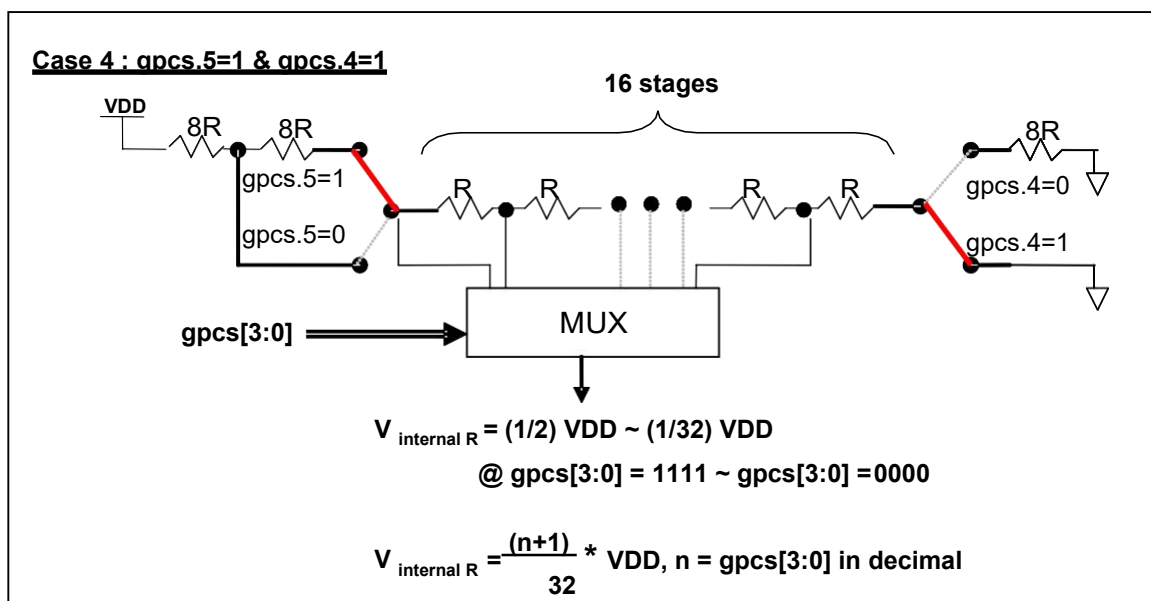 Case 4 : gpcs.5=1 & gpcs.4=1
16 stages
VDD
8R
8R
8R
gpcs.5=1
gpcs.4=0
R
R
R
R
gpcs.5=0
gpcs.4=1
MUX
gpcs[3:0]
V internal R = (1/2) VDD ~ (1/32) VDD
@ gpcs[3:0] = 1111 ~ gpcs[3:0] =0000
V internal R = (n+1) * VDD, n = gpcs[3:0] in decimal
32